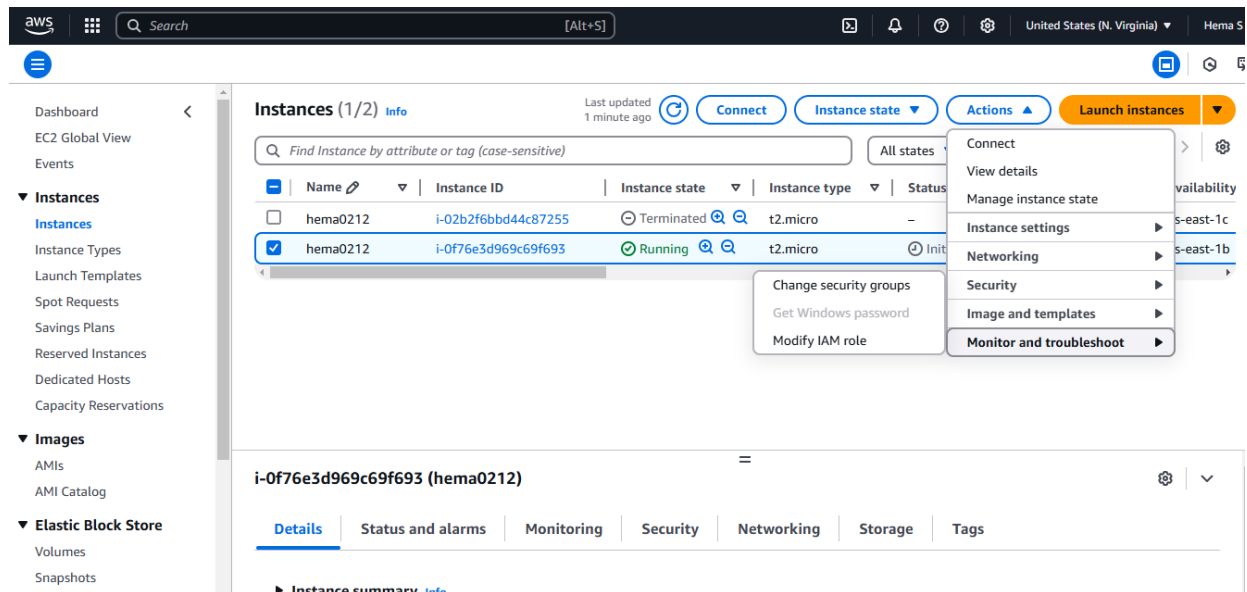 aws
Search [Alt+S]
United States (N. Virginia) ▼ Hema S
Dashboard
EC2 Global View
Events
Instances
Instances
Instance Types
Launch Templates
Spot Requests
Savings Plans
Reserved Instances
Dedicated Hosts
Capacity Reservations
Images
AMIs
AMI Catalog
Elastic Block Store
Volumes
Snapshots
Instances (1/2) Info
Last updated
1 minute ago
Connect
Instance state
Actions
Launch instances
Find Instance by attribute or tag (case-sensitive)
All states
Name Instance ID Instance state Instance type Status vailability
hema0212 i-02b2f6bbd44c87255 Terminated t2.micro – s-east-1c
hema0212 i-0f76e3d969c69f693 Running t2.micro Init s-east-1b
Connect
View details
Manage instance state
Instance settings
Networking
Security
Image and templates
Monitor and troubleshoot
Change security groups
Get Windows password
Modify IAM role
i-0f76e3d969c69f693 (hema0212)
Details Status and alarms Monitoring Security Networking Storage Tags
Instance summary Info